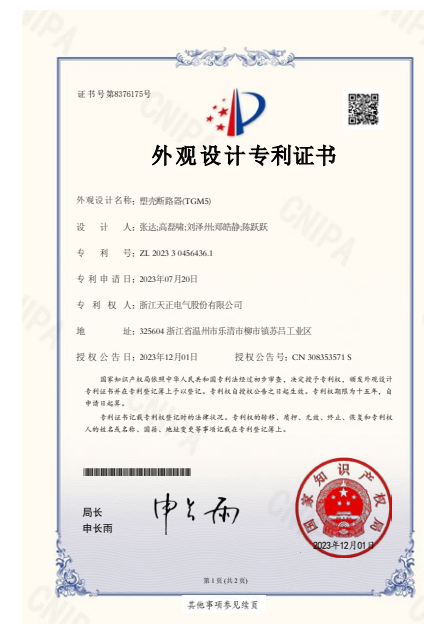 证书号第8376175号
外观设计专利证书
外观设计名称：塑壳断路器(TGM5)
设计人：张达;高磊啸;刘泽州;郑皓静;陈跃跃
专利号：ZL 2023 3 0456436.1
专利申请日：2023年07月20日
专利权人：浙江天正电气股份有限公司
地址：325604 浙江省温州市乐清市柳市镇苏吕工业区
授权公告日：2023年12月01日 授权公告号：CN 308353571 S
国家知识产权局依照中华人民共和国专利法经过初步审查，决定授予专利权，颁发外观设计
专利证书并在专利登记簿上予以登记。专利权自授权公告之日起生效。专利权期限为十五年，自
申请日起算。
专利证书记载专利权登记时的法律状况。专利权的转移、质押、无效、终止、恢复和专利权
人的姓名或名称、国籍、地址变更等事项记载在专利登记簿上。
局长
申长雨
申长雨
国家知识产权局
2023年12月01日
第 1 页 (共 2 页)
其他事项参见续页
CNIPA